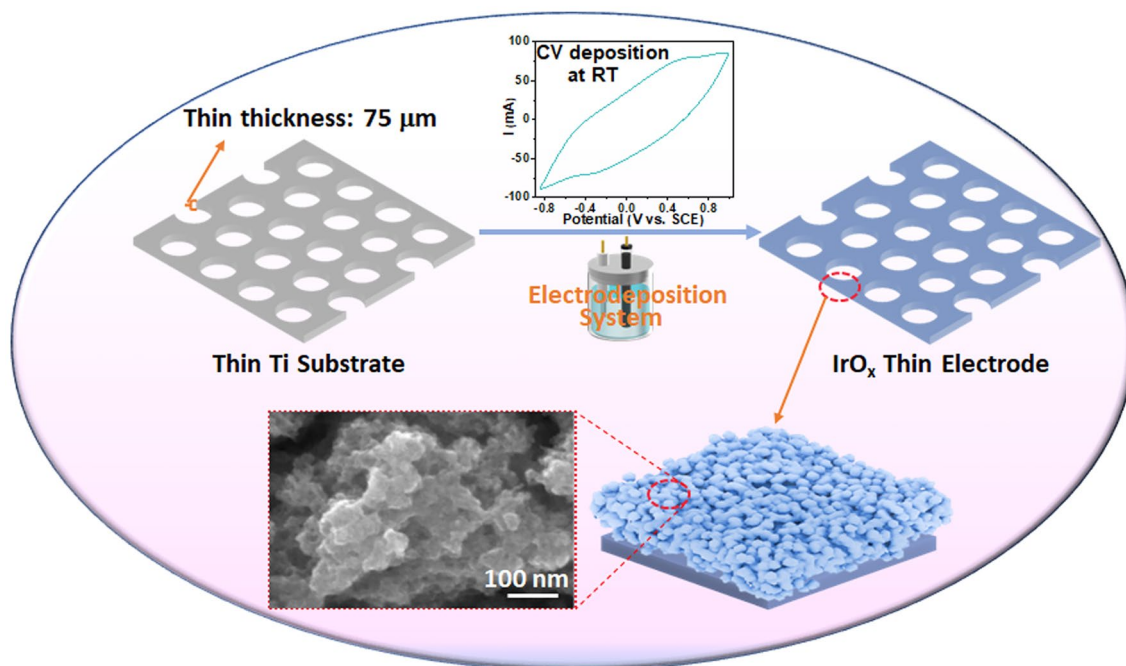 CV deposition
at RT
100
50
0
-50
-100
I (mA)
-0.8 -0.4 0.0 0.4 0.8
Potential (V vs. SCE)
Thin thickness: 75 μm
Electrodeposition
System
Thin Ti Substrate
IrOₓ Thin Electrode
100 nm